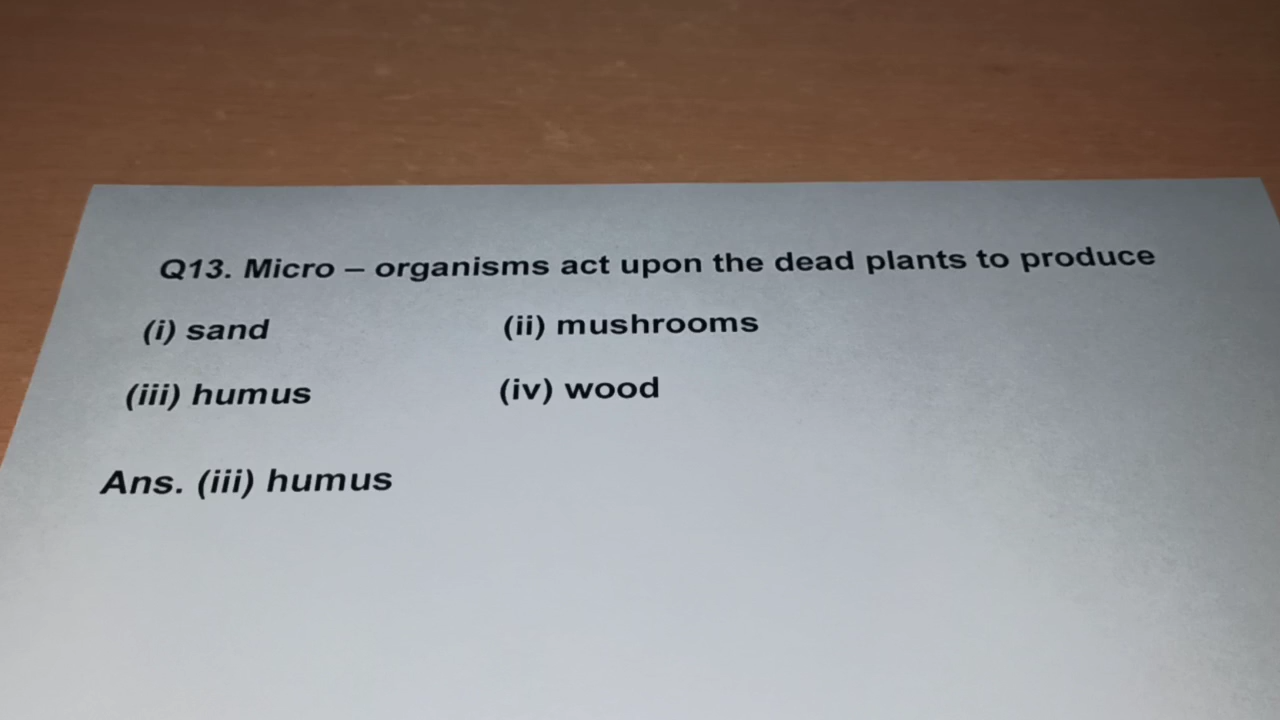 Q13. Micro – organisms act upon the dead plants to produce
(i) sand (ii) mushrooms
(iii) humus (iv) wood
Ans. (iii) humus